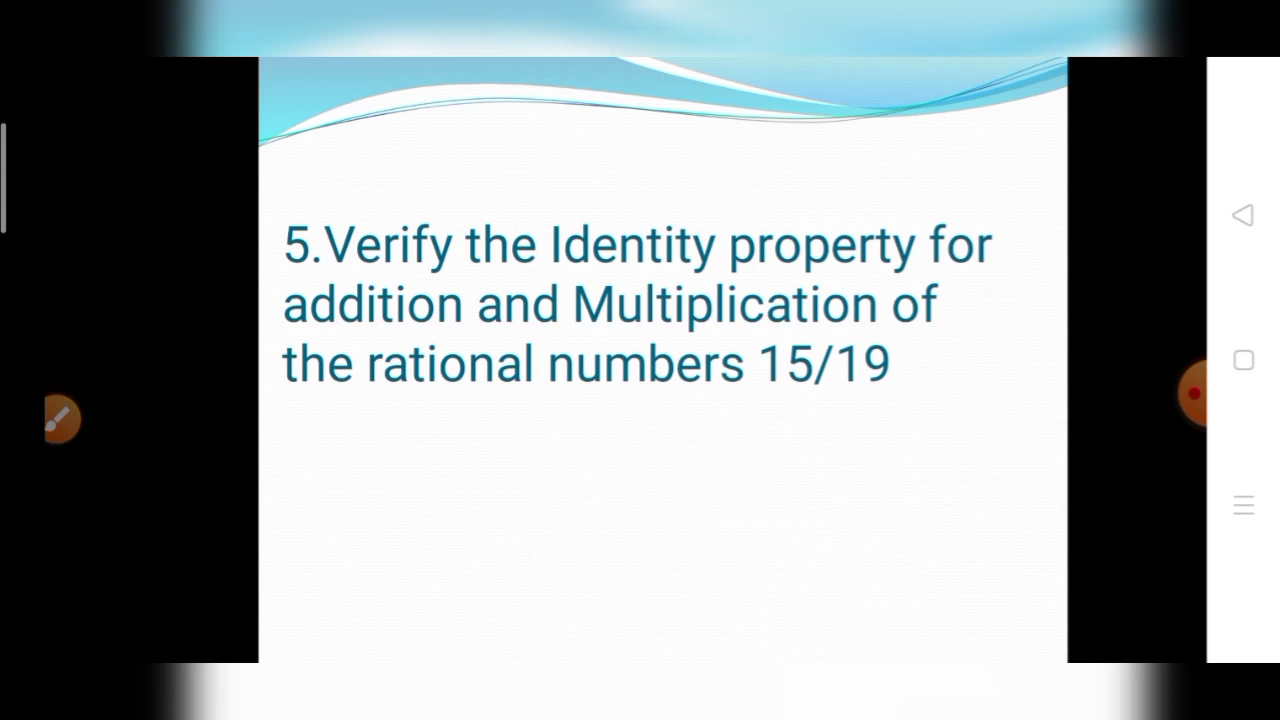 5.Verify the Identity property for
addition and Multiplication of
the rational numbers 15/19